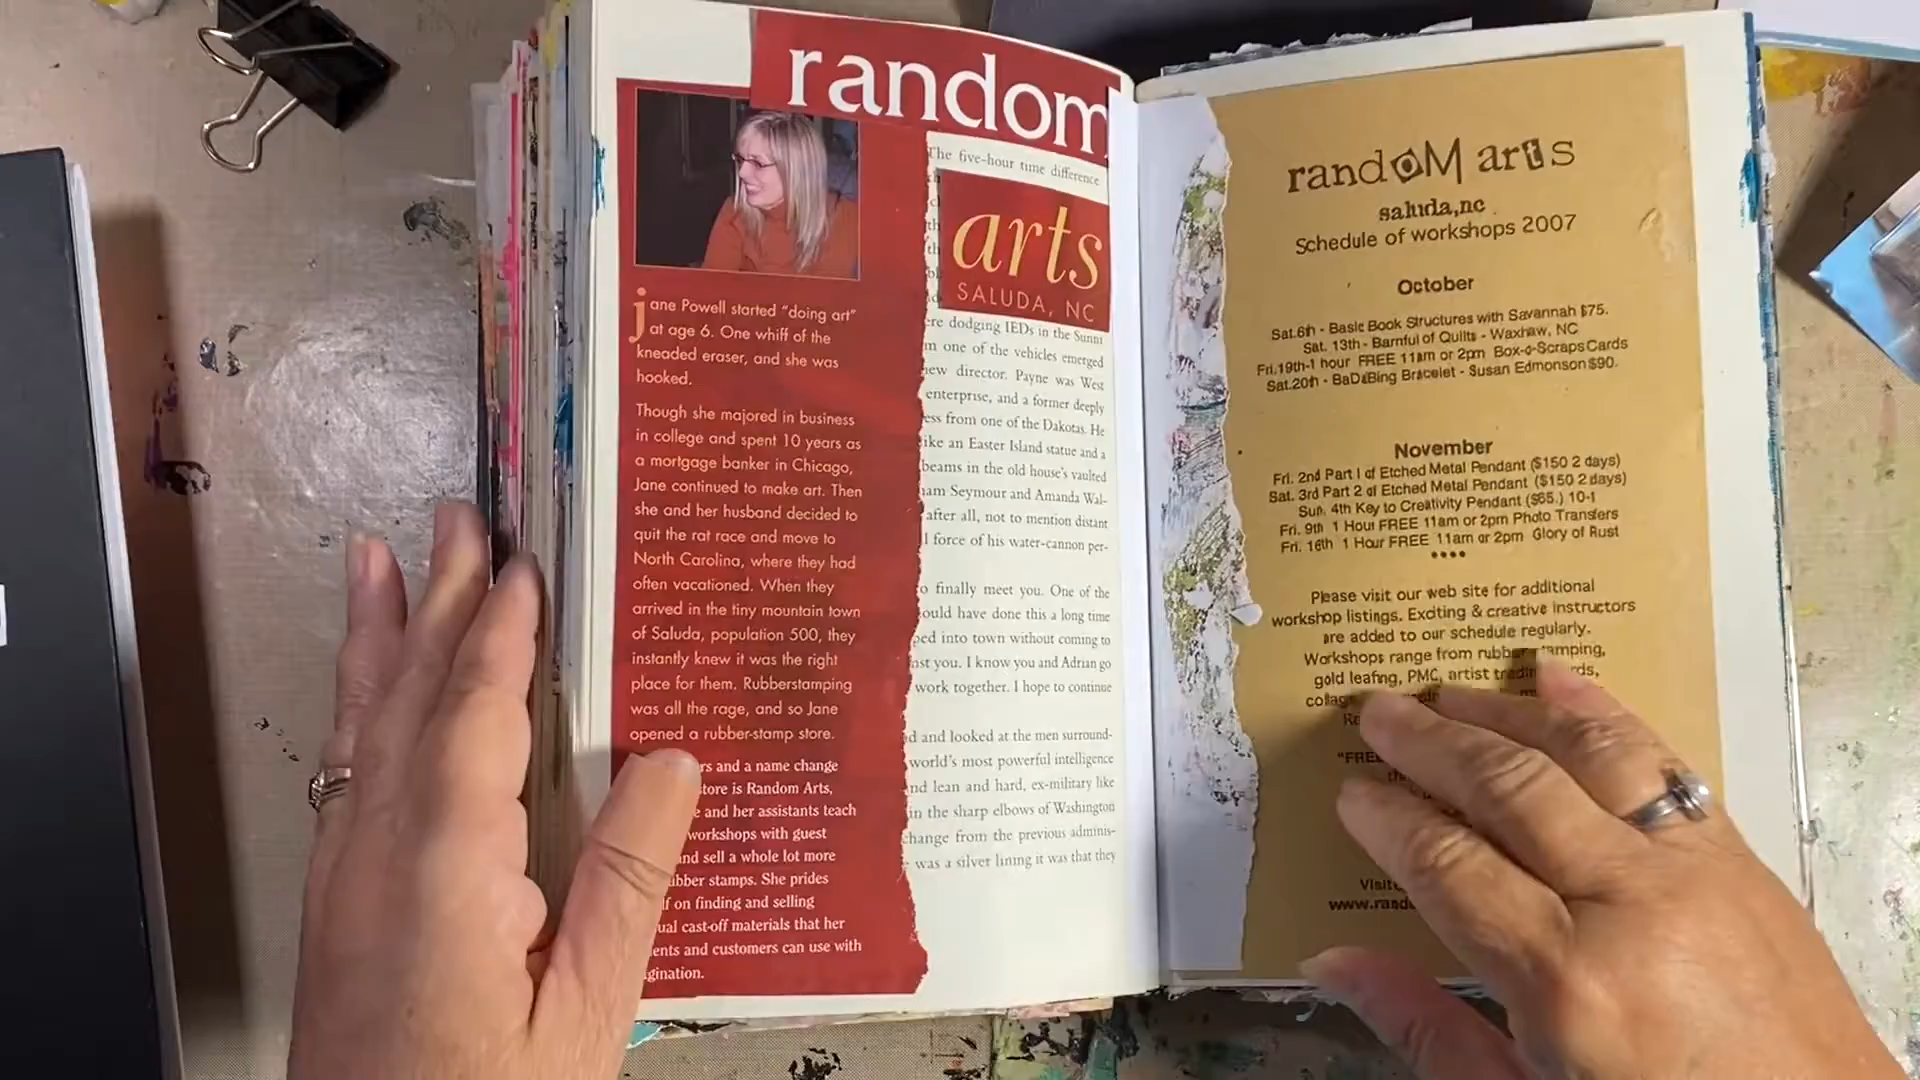 random
arts
SALUDA, NC
jane Powell started "doing art"
at age 6. One whiff of the
kneaded eraser, and she was
hooked.
Though she majored in business
in college and spent 10 years as
a mortgage banker in Chicago,
Jane continued to make art. Then
she and her husband decided to
quit the rat race and move to
North Carolina, where they had
often vacationed. When they
arrived in the tiny mountain town
of Saluda, population 500, they
instantly knew it was the right
place for them. Rubberstamping
was all the rage, and so Jane
opened a rubber-stamp store.
rs and a name change
store is Random Arts,
e and her assistants teach
workshops with guest
nd sell a whole lot more
ubber stamps. She prides
f on finding and selling
ual cast-off materials that her
ents and customers can use with
gination.
The five-hour time difference
ere dodging IEDs in the Sunni
m one of the vehicles emerged
new director. Payne was West
enterprise, and a former deeply
ess from one of the Dakotas. He
like an Easter Island statue and a
beams in the old house's vaulted
am Seymour and Amanda Wal-
after all, not to mention distant
l force of his water-cannon per-
o finally meet you. One of the
ould have done this a long time
ped into town without coming to
ast you. I know you and Adrian go
work together. I hope to continue
d and looked at the men surround-
world's most powerful intelligence
nd lean and hard, ex-military like
in the sharp elbows of Washington
change from the previous adminis-
was a silver lining it was that they
randoM arts
saluda,nc
Schedule of workshops 2007
October
Sat.6th - Basic Book Structures with Savannah $75.
Sat. 13th - Barnful of Quilts - Waxhaw, NC
Fri.19th-1 hour FREE 11am or 2pm Box-o-Scraps Cards
Sat.20th - BaDaBing Bracelet - Susan Edmonson $90.
November
Fri. 2nd Part 1 of Etched Metal Pendant ($150 2 days)
Sat. 3rd Part 2 of Etched Metal Pendant ($150 2 days)
Sun. 4th Key to Creativity Pendant ($65.) 10-1
Fri. 9th 1 Hour FREE 11am or 2pm Photo Transfers
Fri. 16th 1 Hour FREE 11am or 2pm Glory of Rust
••••
Please visit our web site for additional
workshop listings. Exciting & creative instructors
are added to our schedule regularly.
Workshops range from rubber stamping,
gold leafing, PMC, artist trading cards,
collag
"FREE
Visit
www.rand